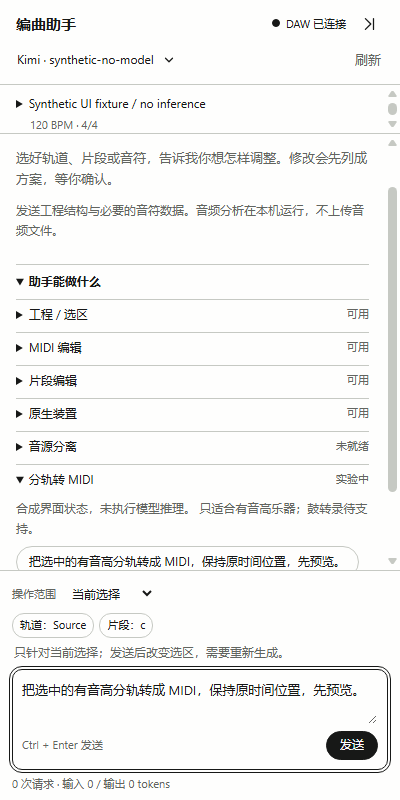 编曲助手
DAW 已连接
Kimi · synthetic-no-model
刷新
Synthetic UI fixture / no inference
120 BPM · 4/4
选好轨道、片段或音符，告诉我你想怎样调整。修改会先列成
方案，等你确认。
发送工程结构与必要的音符数据。音频分析在本机运行，不上传音
频文件。
助手能做什么
工程 / 选区 可用
MIDI 编辑 可用
片段编辑 可用
原生装置 可用
音源分离 未就绪
分轨转 MIDI 实验中
合成界面状态，未执行模型推理。 只适合有音高乐器；鼓转录待支
持。
把选中的有音高分轨转成 MIDI，保持原时间位置，先预览。
操作范围 当前选择
轨道：Source 片段：c
只针对当前选择；发送后改变选区，需要重新生成。
把选中的有音高分轨转成 MIDI，保持原时间位置，先预览。
Ctrl + Enter 发送 发送
0 次请求 · 输入 0 / 输出 0 tokens